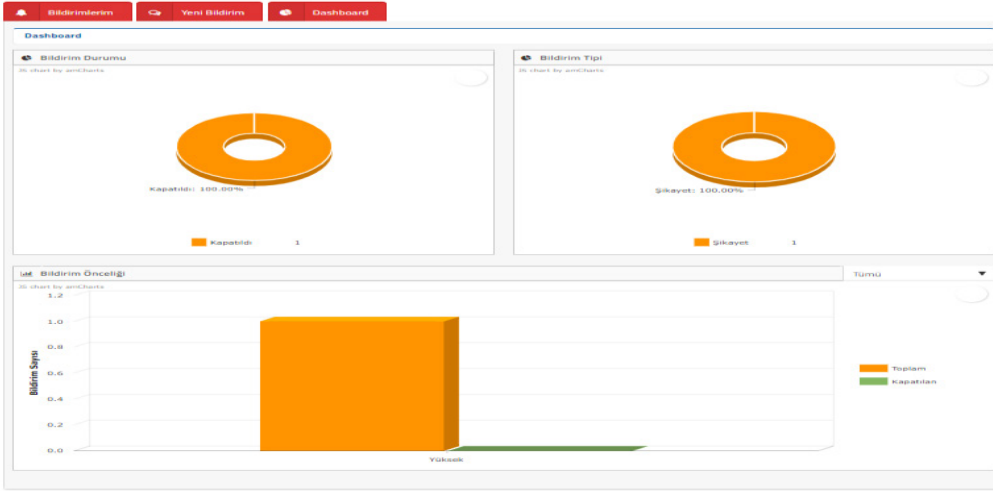 Bildirimlerim Yeni Bildirim Dashboard
Dashboard
Bildirim Durumu
JS chart by amCharts
Kapatıldı: 100.00%
Kapatıldı 1
Bildirim Tipi
JS chart by amCharts
Şikayet: 100.00%
Şikayet 1
Bildirim Önceliği
Tümü
JS chart by amCharts
Bildirim Sayısı
1.2
1.0
0.8
0.6
0.4
0.2
0.0
Yüksek
Toplam
Kapatılan